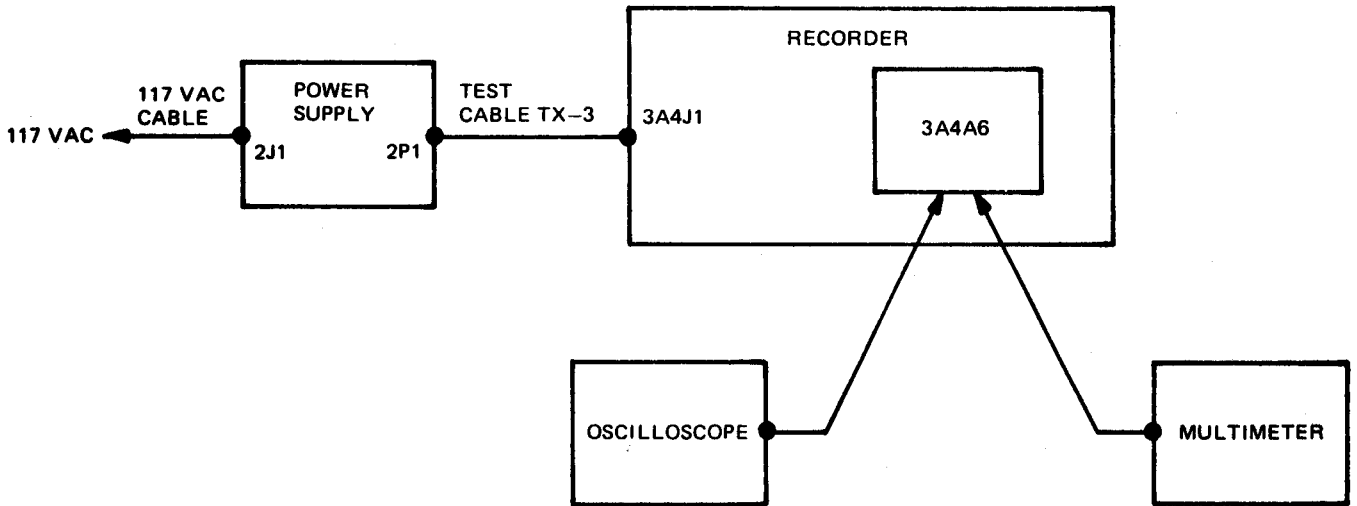 RECORDER
117 VAC
CABLE
POWER
SUPPLY
TEST
CABLE TX-3
3A4J1
3A4A6
117 VAC
2J1
2P1
OSCILLOSCOPE
MULTIMETER